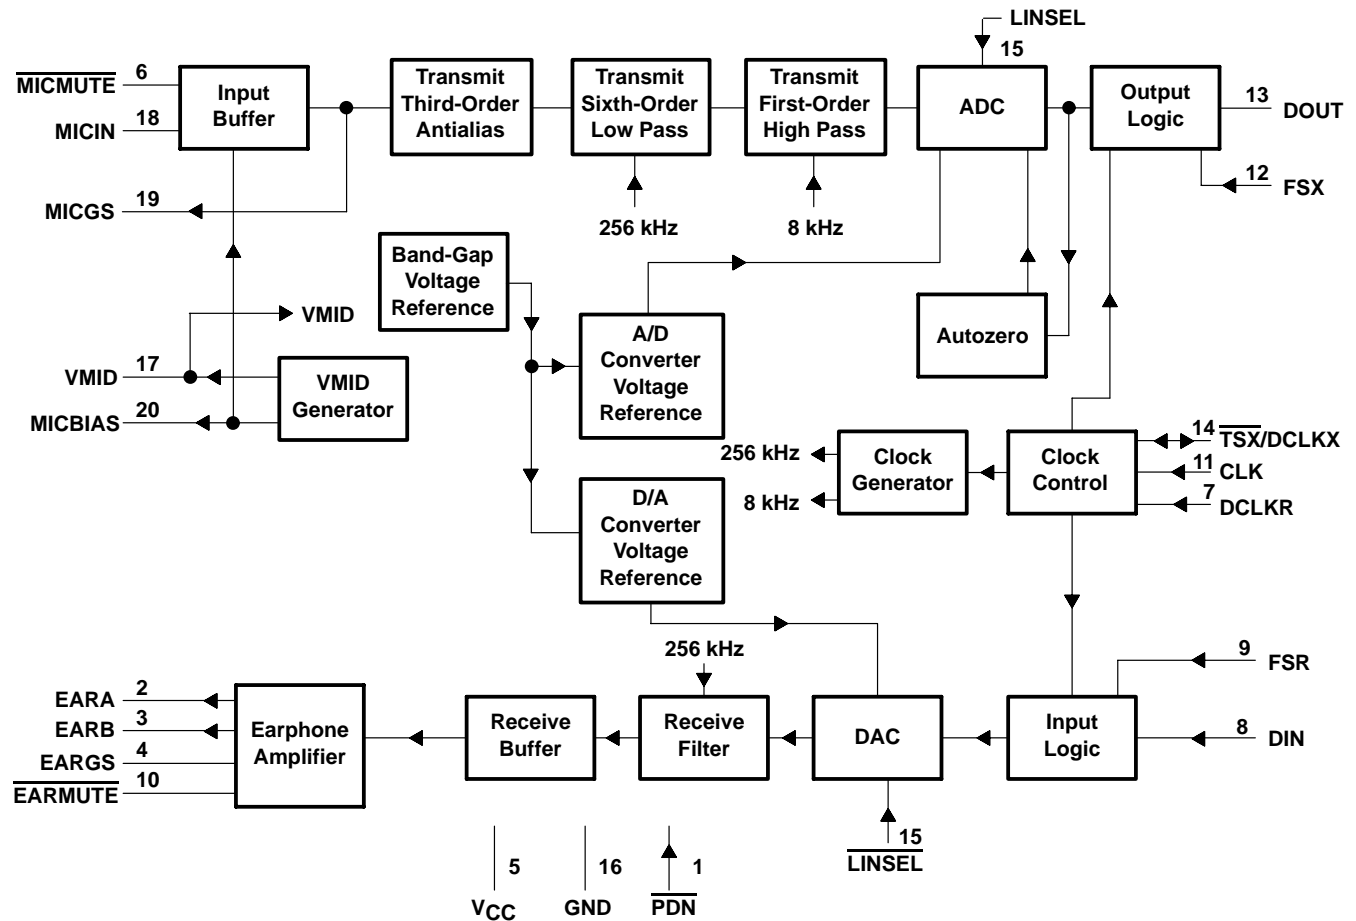 LINSEL
15
MICMUTE
6
MICIN
18
Input
Buffer
Transmit
Third-Order
Antialias
Transmit
Sixth-Order
Low Pass
Transmit
First-Order
High Pass
ADC
Output
Logic
13
DOUT
12
FSX
MICGS
19
256 kHz
8 kHz
Band-Gap
Voltage
Reference
VMID
A/D
Converter
Voltage
Reference
Autozero
VMID
17
MICBIAS
20
VMID
Generator
256 kHz
8 kHz
Clock
Generator
Clock
Control
14
TSX/DCLKX
11
CLK
7
DCLKR
D/A
Converter
Voltage
Reference
256 kHz
9
FSR
EARA
2
EARB
3
EARGS
4
EARMUTE
10
Earphone
Amplifier
Receive
Buffer
Receive
Filter
DAC
Input
Logic
8
DIN
15
LINSEL
5
VCC
16
GND
1
PDN